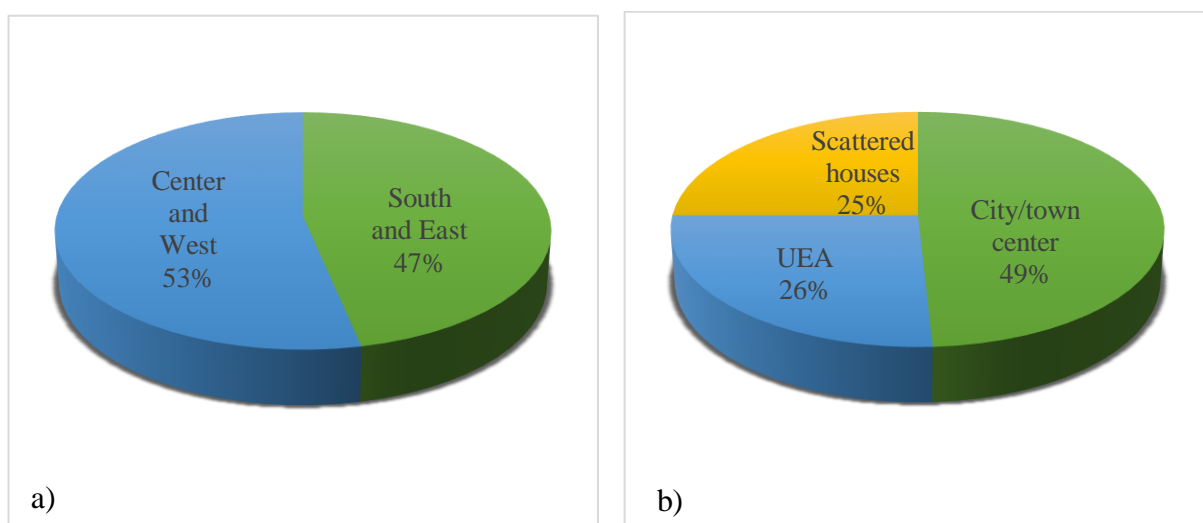 Center
and
West
53%
South
and East
47%
a)
Scattered
houses
25%
City/town
center
49%
UEA
26%
b)